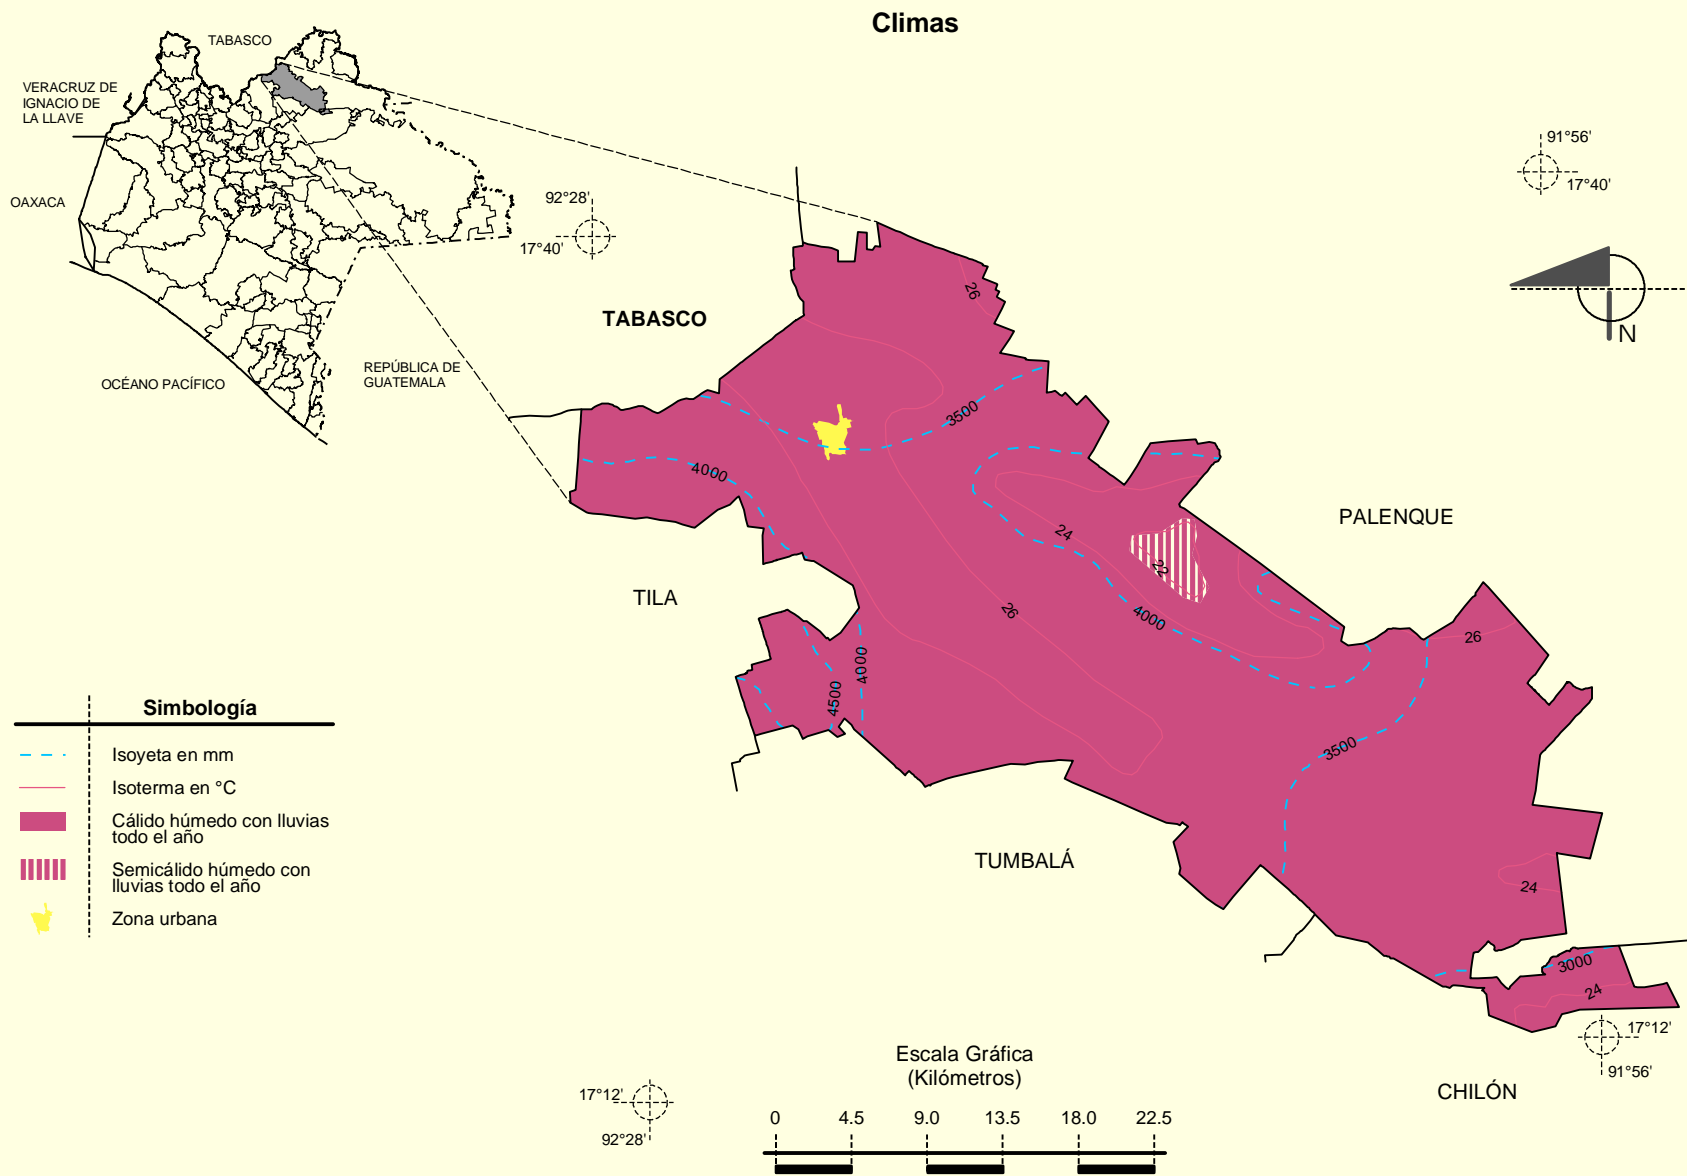 Climas
TABASCO
VERACRUZ DE
IGNACIO DE
LA LLAVE
OAXACA
OCÉANO PACÍFICO
REPÚBLICA DE
GUATEMALA
92°28'
17°40'
91°56'
17°40'
N
TABASCO
PALENQUE
TILA
TUMBALÁ
CHILÓN
26
3500
4000
24
22
26
4000
4000
4500
26
3500
24
3000
24
Simbología
Isoyeta en mm
Isoterma en °C
Cálido húmedo con lluvias
todo el año
Semicálido húmedo con
lluvias todo el año
Zona urbana
17°12'
91°56'
17°12'
92°28'
Escala Gráfica
(Kilómetros)
0 4.5 9.0 13.5 18.0 22.5